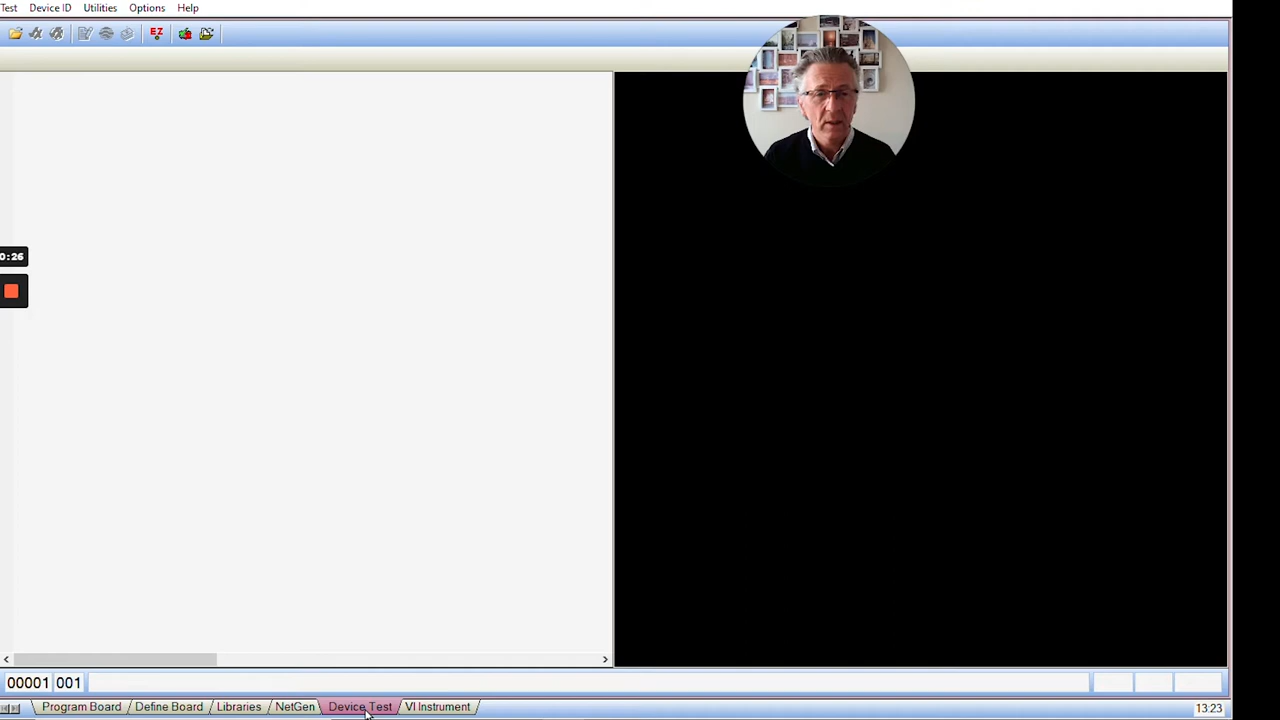 Test Device ID Utilities Options Help
EZ
0:26
00001 001
Program Board Define Board Libraries NetGen Device Test VI Instrument 13:23